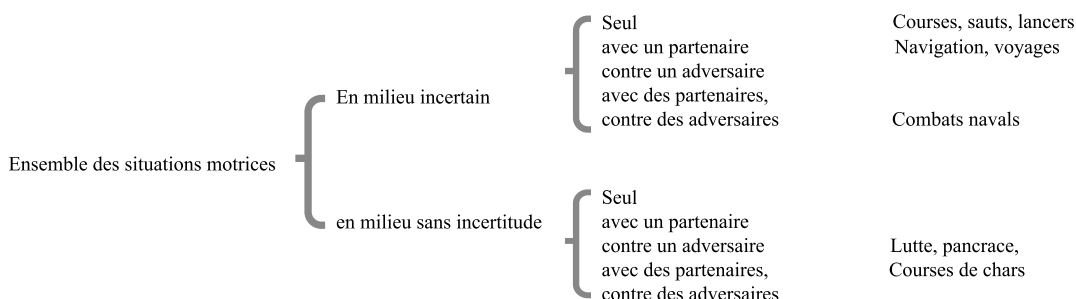 Seul Courses, sauts, lancers
avec un partenaire Navigation, voyages
contre un adversaire
En milieu incertain
avec des partenaires,
contre des adversaires Combats navals
Ensemble des situations motrices
Seul
en milieu sans incertitude
avec un partenaire
contre un adversaire Lutte, pancrace,
avec des partenaires, Courses de chars
contre des adversaires